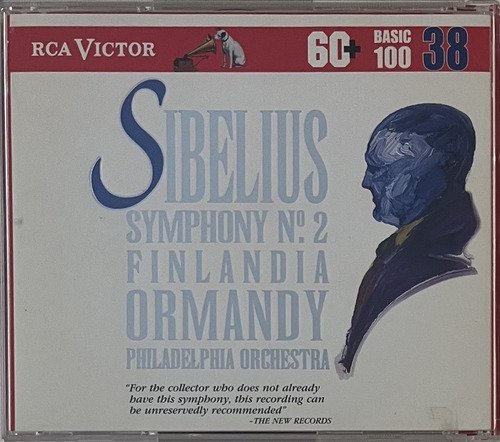 RCA VICTOR
60+
BASIC
100
38
SIBELIUS
SYMPHONY Nº. 2
FINLANDIA
ORMANDY
PHILADELPHIA ORCHESTRA
"For the collector who does not already
have this symphony, this recording can
be unreservedly recommended"
–THE NEW RECORDS